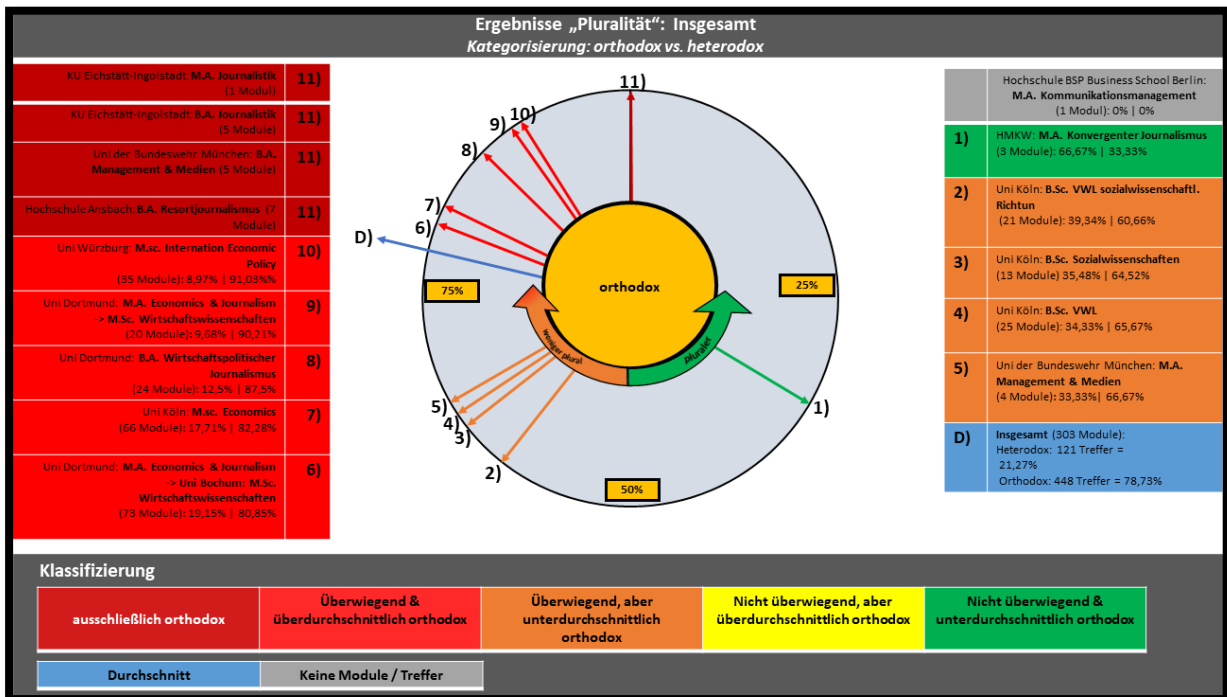 Ergebnisse „Pluralität“: Insgesamt
Kategorisierung: orthodox vs. heterodox
KU Eichstätt-Ingolstadt: M.A. Journalistik
(1 Modul)
11)
KU Eichstätt-Ingolstadt: B.A. Journalistik
(5 Module)
11)
Uni der Bundeswehr München: B.A.
Management & Medien (5 Module)
11)
Hochschule Ansbach: B.A. Resortjournalismus (7
Module)
11)
Uni Würzburg: M.sc. Internation Economic
Policy
(35 Module): 8,97% | 91,03%%
10)
Uni Dortmund: M.A. Economics & Journalism
-> M.Sc. Wirtschaftswissenschaften
(20 Module): 9,68% | 90,21%
9)
Uni Dortmund: B.A. Wirtschaftspolitischer
Journalismus
(24 Module): 12,5% | 87,5%
8)
Uni Köln: M.sc. Economics
(66 Module): 17,71% | 82,28%
7)
Uni Dortmund: M.A. Economics & Journalism
-> Uni Bochum: M.Sc.
Wirtschaftswissenschaften
(73 Module): 19,15% | 80,85%
6)
11)
10)
9)
8)
7)
6)
D)
75%
25%
orthodox
weniger plural
pluraler
5)
4)
3)
2)
1)
50%
Hochschule BSP Business School Berlin:
M.A. Kommunikationsmanagement
(1 Modul): 0% | 0%
1)
HMKW: M.A. Konvergenter Journalismus
(3 Module): 66,67% | 33,33%
2)
Uni Köln: B.Sc. VWL sozialwissenschaftl.
Richtun
(21 Module): 39,34% | 60,66%
3)
Uni Köln: B.Sc. Sozialwissenschaften
(13 Module) 35,48% | 64,52%
4)
Uni Köln: B.Sc. VWL
(25 Module): 34,33% | 65,67%
5)
Uni der Bundeswehr München: M.A.
Management & Medien
(4 Module): 33,33%| 66,67%
D)
Insgesamt (303 Module):
Heterodox: 121 Treffer =
21,27%
Orthodox: 448 Treffer = 78,73%
Klassifizierung
ausschließlich orthodox
Überwiegend &
überdurchschnittlich orthodox
Überwiegend, aber
unterdurchschnittlich
orthodox
Nicht überwiegend, aber
überdurchschnittlich orthodox
Nicht überwiegend &
unterdurchschnittlich orthodox
Durchschnitt
Keine Module / Treffer